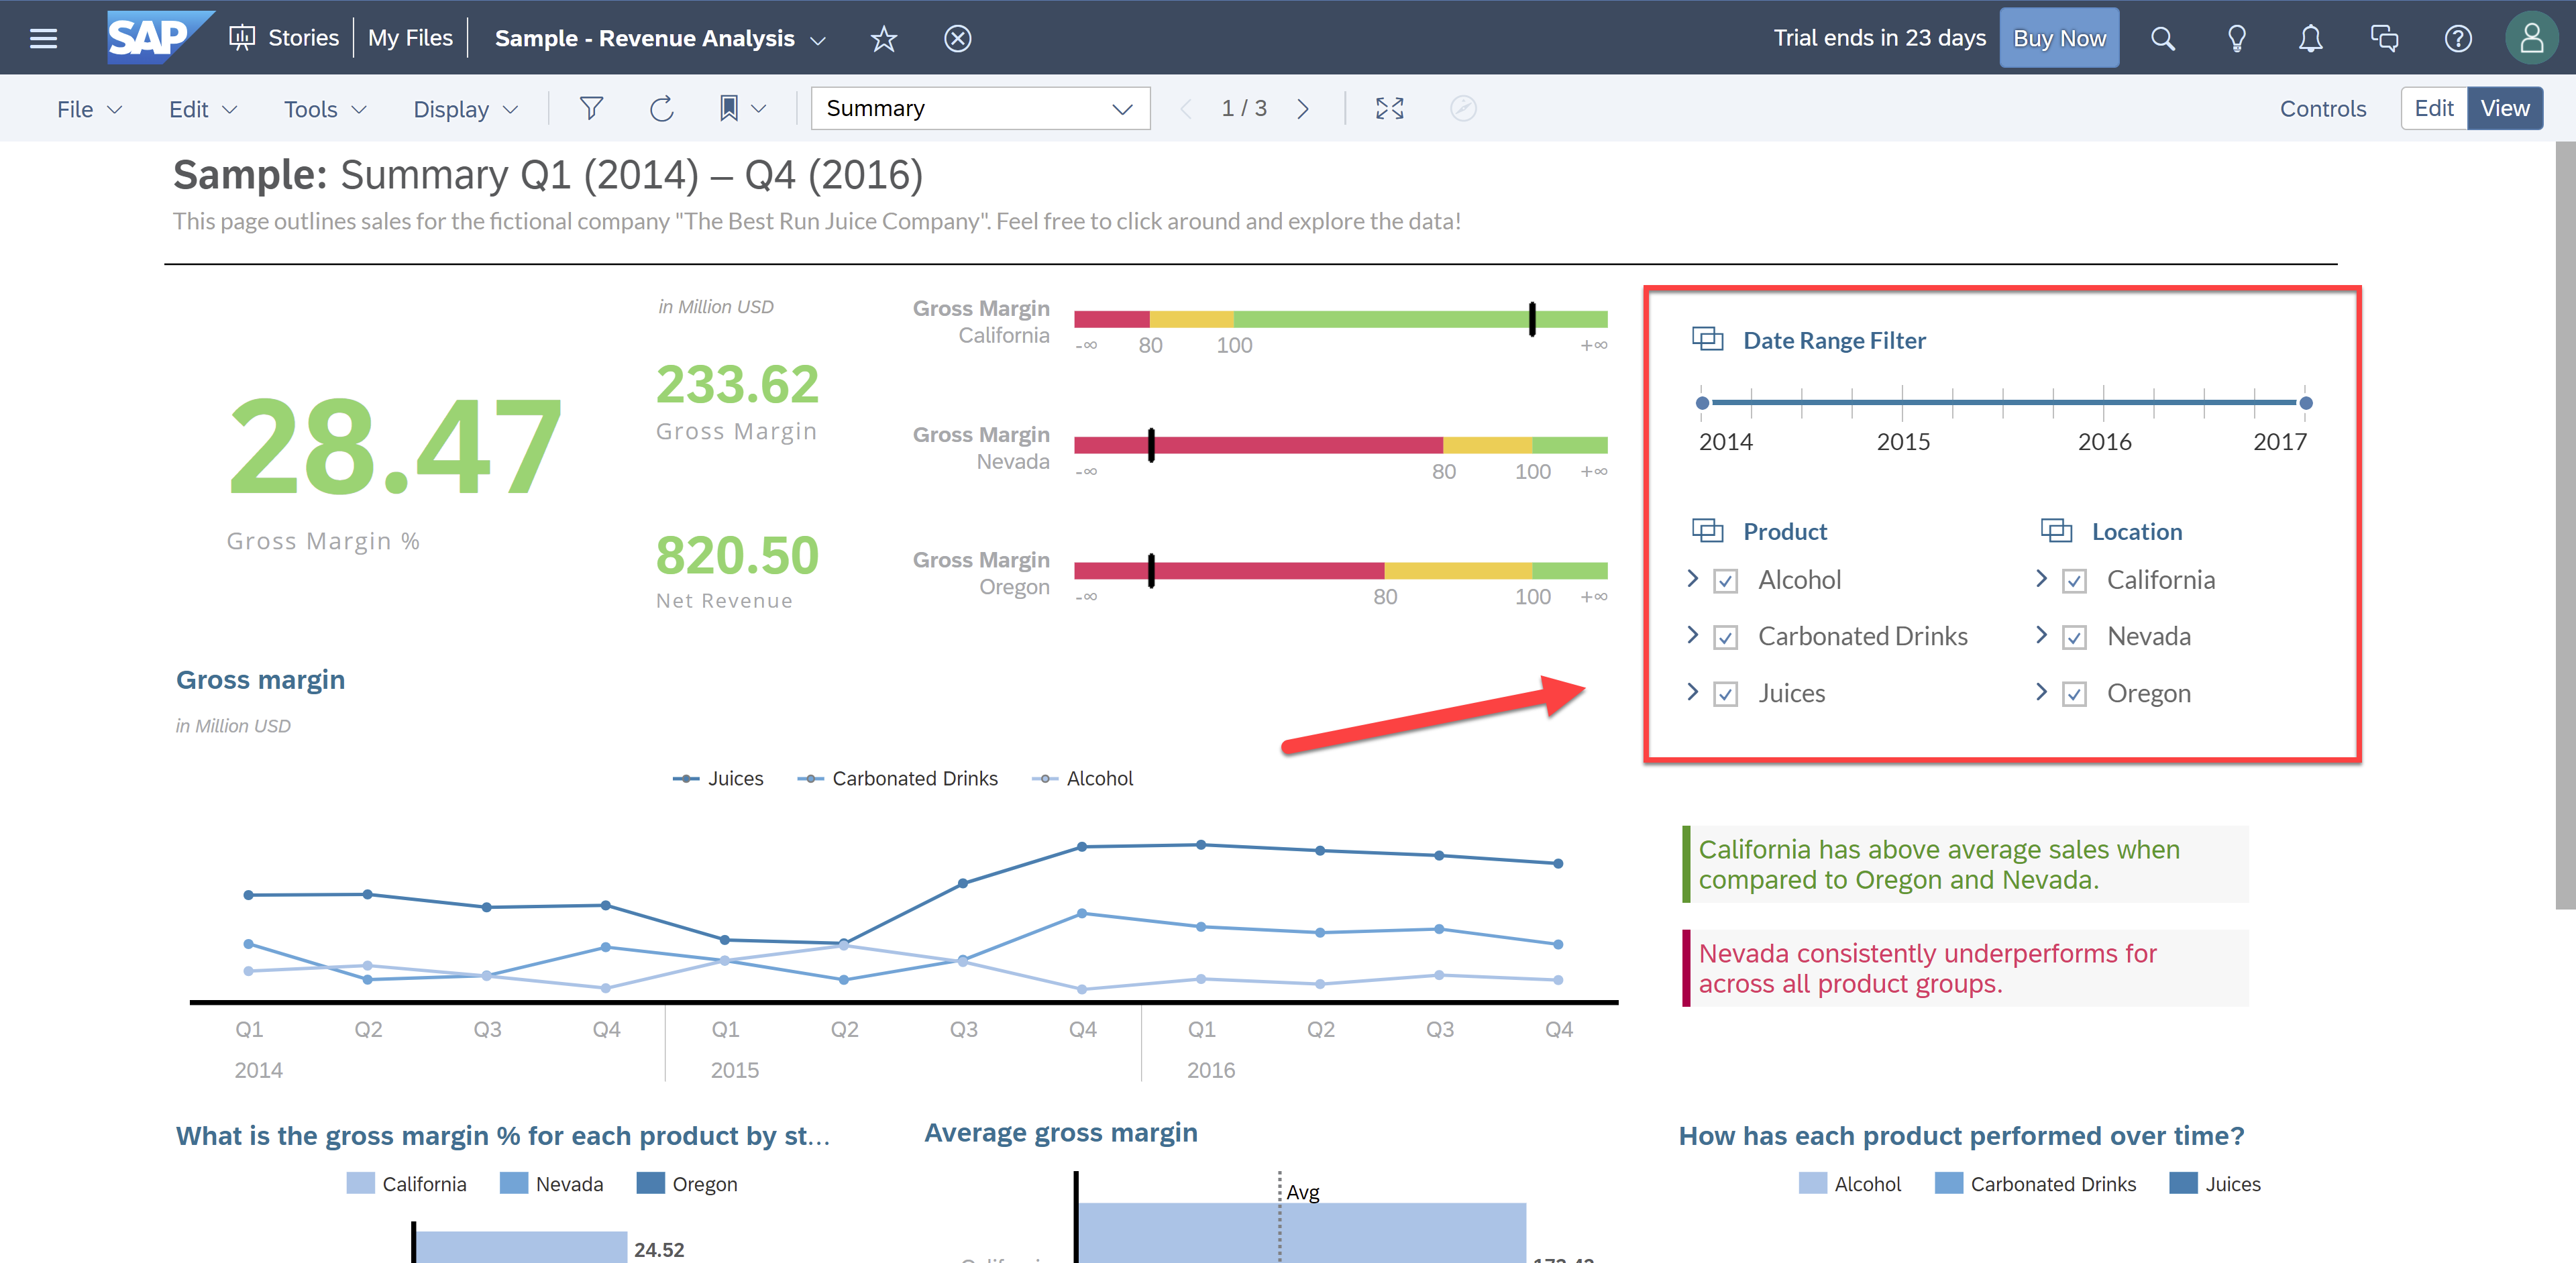 SAP Stories My Files Sample - Revenue Analysis Trial ends in 23 days Buy Now
File Edit Tools Display Summary 1 / 3 Controls Edit View
Sample: Summary Q1 (2014) – Q4 (2016)
This page outlines sales for the fictional company "The Best Run Juice Company". Feel free to click around and explore the data!
28.47
Gross Margin %
in Million USD
233.62
Gross Margin
820.50
Net Revenue
Gross Margin
California
-∞ 80 100 +∞
Gross Margin
Nevada
-∞ 80 100 +∞
Gross Margin
Oregon
-∞ 80 100 +∞
Date Range Filter
2014 2015 2016 2017
Product
Alcohol
Carbonated Drinks
Juices
Location
California
Nevada
Oregon
Gross margin
in Million USD
Juices Carbonated Drinks Alcohol
Q1 Q2 Q3 Q4 Q1 Q2 Q3 Q4 Q1 Q2 Q3 Q4
2014 2015 2016
California has above average sales when
compared to Oregon and Nevada.
Nevada consistently underperforms for
across all product groups.
What is the gross margin % for each product by st...
California Nevada Oregon
24.52
Average gross margin
Avg
How has each product performed over time?
Alcohol Carbonated Drinks Juices